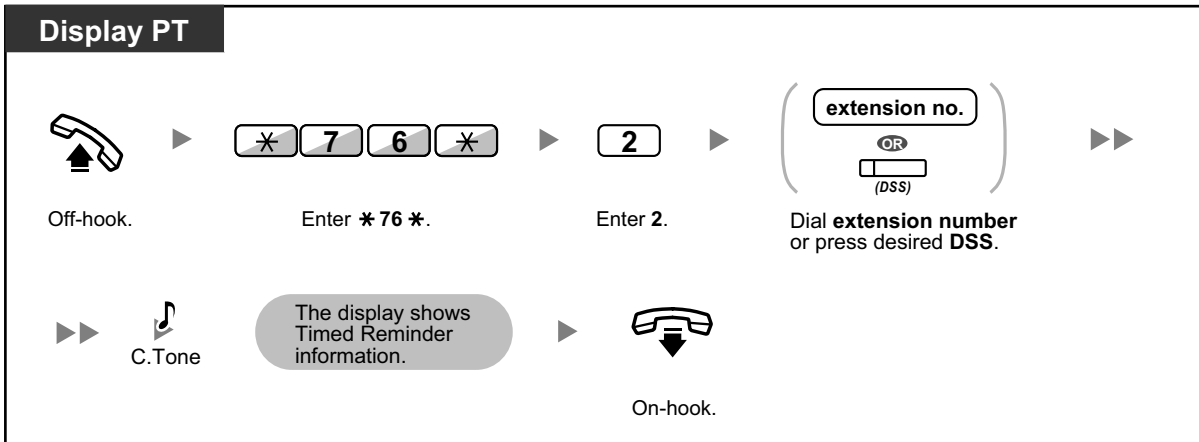 Display PT
* 7 6 *
2
extension no.
OR
(DSS)
Off-hook.
Enter * 76 *.
Enter 2.
Dial extension number
or press desired DSS.
C.Tone
The display shows
Timed Reminder
information.
On-hook.